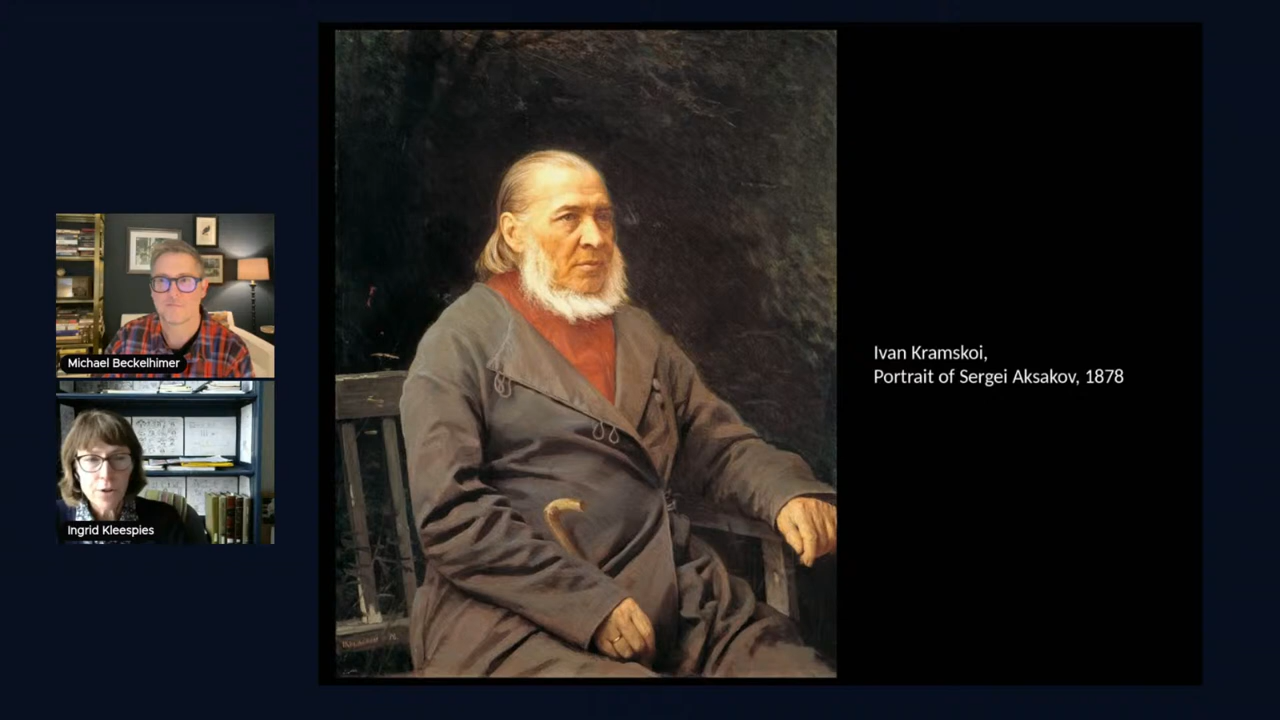 Michael Beckelhimer
Ingrid Kleespies
Ivan Kramskoi,
Portrait of Sergei Aksakov, 1878